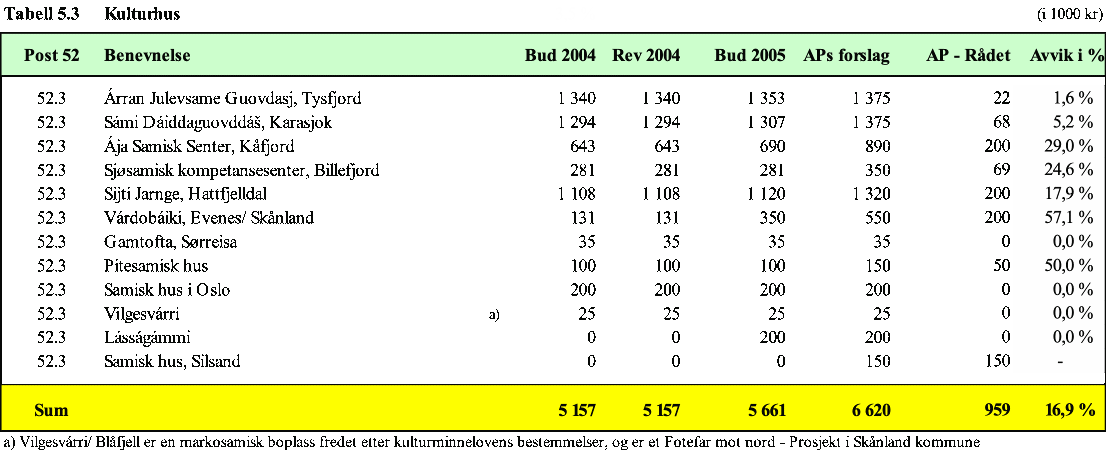 Tabell 5.3 Kulturhus (i 1000 kr)
Post 52 Benevnelse Bud 2004 Rev 2004 Bud 2005 APs forslag AP - Rådet Avvik i %
52.3 Árran Julevsame Guovdasj, Tysfjord 1 340 1 340 1 353 1 375 22 1,6 %
52.3 Sámi Dáiddaguovddáš, Karasjok 1 294 1 294 1 307 1 375 68 5,2 %
52.3 Ája Samisk Senter, Kåfjord 643 643 690 890 200 29,0 %
52.3 Sjøsamisk kompetansesenter, Billefjord 281 281 281 350 69 24,6 %
52.3 Sijti Jarnge, Hattfjelldal 1 108 1 108 1 120 1 320 200 17,9 %
52.3 Várdobáiki, Evenes/ Skånland 131 131 350 550 200 57,1 %
52.3 Gamtofta, Sørreisa 35 35 35 35 0 0,0 %
52.3 Pitesamisk hus 100 100 100 150 50 50,0 %
52.3 Samisk hus i Oslo 200 200 200 200 0 0,0 %
52.3 Vilgesvárri a) 25 25 25 25 0 0,0 %
52.3 Lásságámmi 0 0 200 200 0 0,0 %
52.3 Samisk hus, Silsand 0 0 0 150 150 -
Sum 5 157 5 157 5 661 6 620 959 16,9 %
a) Vilgesvárri/ Blåfjell er en markosamisk boplass fredet etter kulturminnelovens bestemmelser, og er et Fotefar mot nord - Prosjekt i Skånland kommune